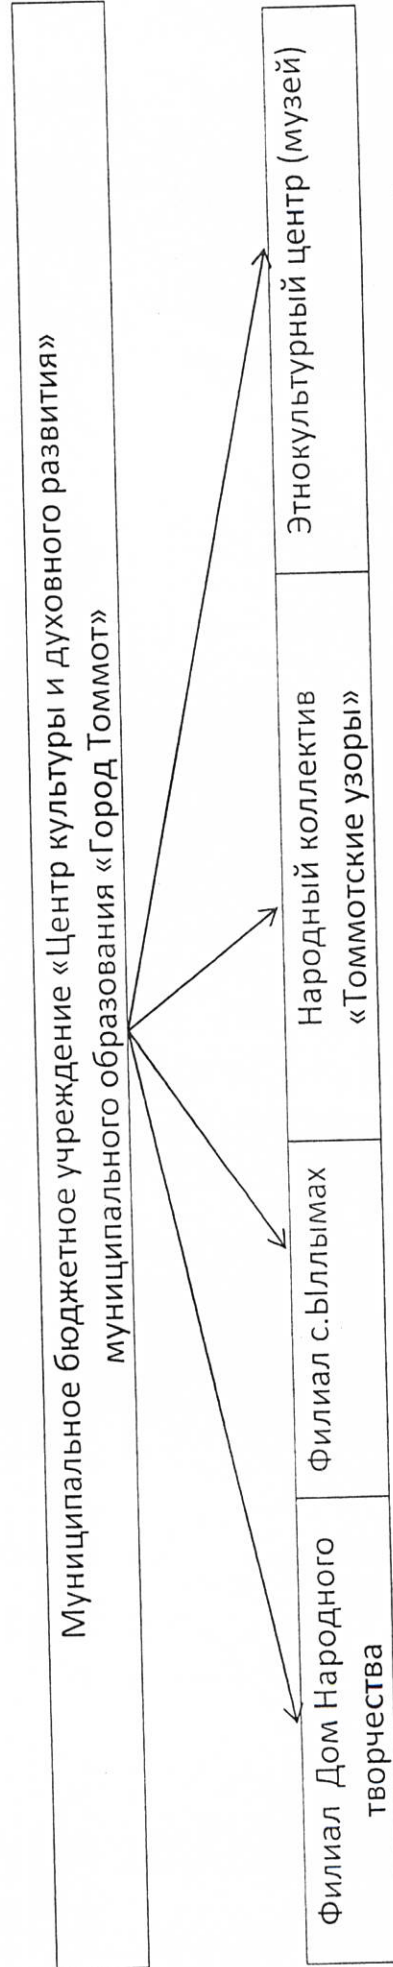 Муниципальное бюджетное учреждение «Центр культуры и духовного развития»
муниципального образования «Город Томмот»
Филиал Дом Народного
творчества
Филиал с.Ыллымах
Народный коллектив
«Томмотские узоры»
Этнокультурный центр (музей)